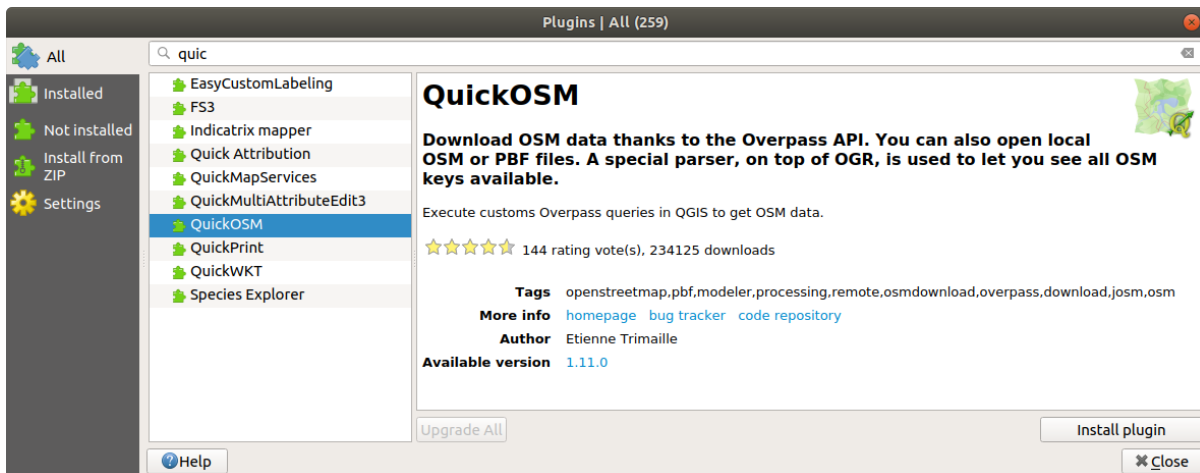 Plugins | All (259)
All
Installed
Not installed
Install from
ZIP
Settings
quic
EasyCustomLabeling
FS3
Indicatrix mapper
Quick Attribution
QuickMapServices
QuickMultiAttributeEdit3
QuickOSM
QuickPrint
QuickWKT
Species Explorer
QuickOSM
Download OSM data thanks to the Overpass API. You can also open local
OSM or PBF files. A special parser, on top of OGR, is used to let you see all OSM
keys available.
Execute customs Overpass queries in QGIS to get OSM data.
144 rating vote(s), 234125 downloads
Tags openstreetmap,pbf,modeler,processing,remote,osmdownload,overpass,download,josm,osm
More info homepage bug tracker code repository
Author Etienne Trimaille
Available version 1.11.0
Upgrade All
Install plugin
Help
Close